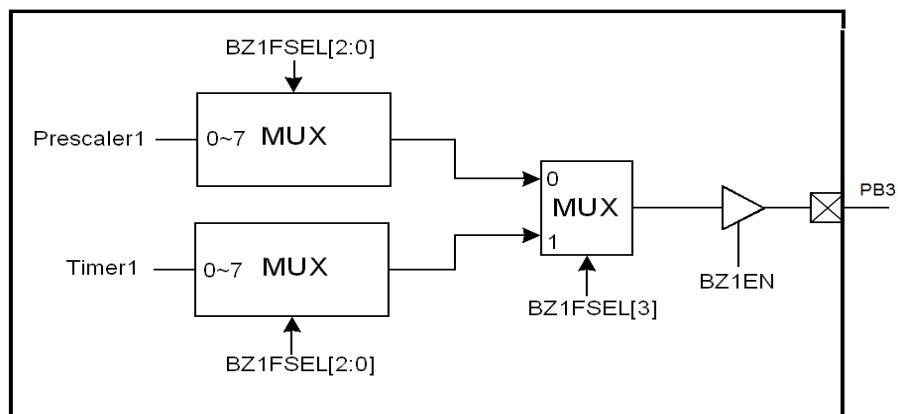 BZ1FSEL[2:0]
Prescaler1
0~7 MUX
0
MUX
1
PB3
Timer1
0~7 MUX
BZ1EN
BZ1FSEL[3]
BZ1FSEL[2:0]